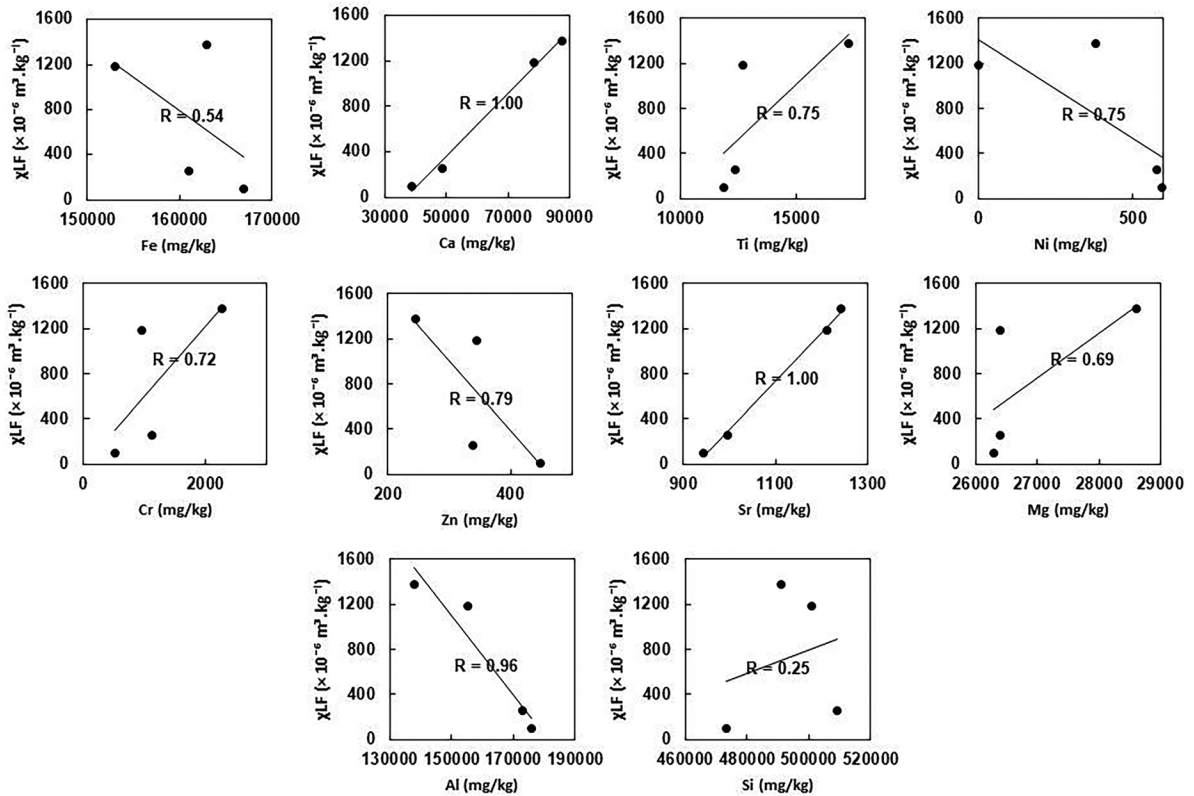 1600
1200
800
400
0
χLF (× 10⁻⁶ m³.kg⁻¹)
R = 0.54
150000 160000 170000
Fe (mg/kg)
1600
1200
800
400
0
χLF (× 10⁻⁶ m³.kg⁻¹)
R = 1.00
30000 50000 70000 90000
Ca (mg/kg)
1600
1200
800
400
0
χLF (× 10⁻⁶ m³.kg⁻¹)
R = 0.75
10000 15000
Ti (mg/kg)
1600
1200
800
400
0
χLF (× 10⁻⁶ m³.kg⁻¹)
R = 0.75
0 500
Ni (mg/kg)
1600
1200
800
400
0
χLF (× 10⁻⁶ m³.kg⁻¹)
R = 0.72
0 2000
Cr (mg/kg)
1600
1200
800
400
0
χLF (× 10⁻⁶ m³.kg⁻¹)
R = 0.79
200 400
Zn (mg/kg)
1600
1200
800
400
0
χLF (× 10⁻⁶ m³.kg⁻¹)
R = 1.00
900 1100 1300
Sr (mg/kg)
1600
1200
800
400
0
χLF (× 10⁻⁶ m³.kg⁻¹)
R = 0.69
26000 27000 28000 29000
Mg (mg/kg)
1600
1200
800
400
0
χLF (× 10⁻⁶ m³.kg⁻¹)
R = 0.96
130000 150000 170000 190000
Al (mg/kg)
1600
1200
800
400
0
χLF (× 10⁻⁶ m³.kg⁻¹)
R = 0.25
460000 480000 500000 520000
Si (mg/kg)